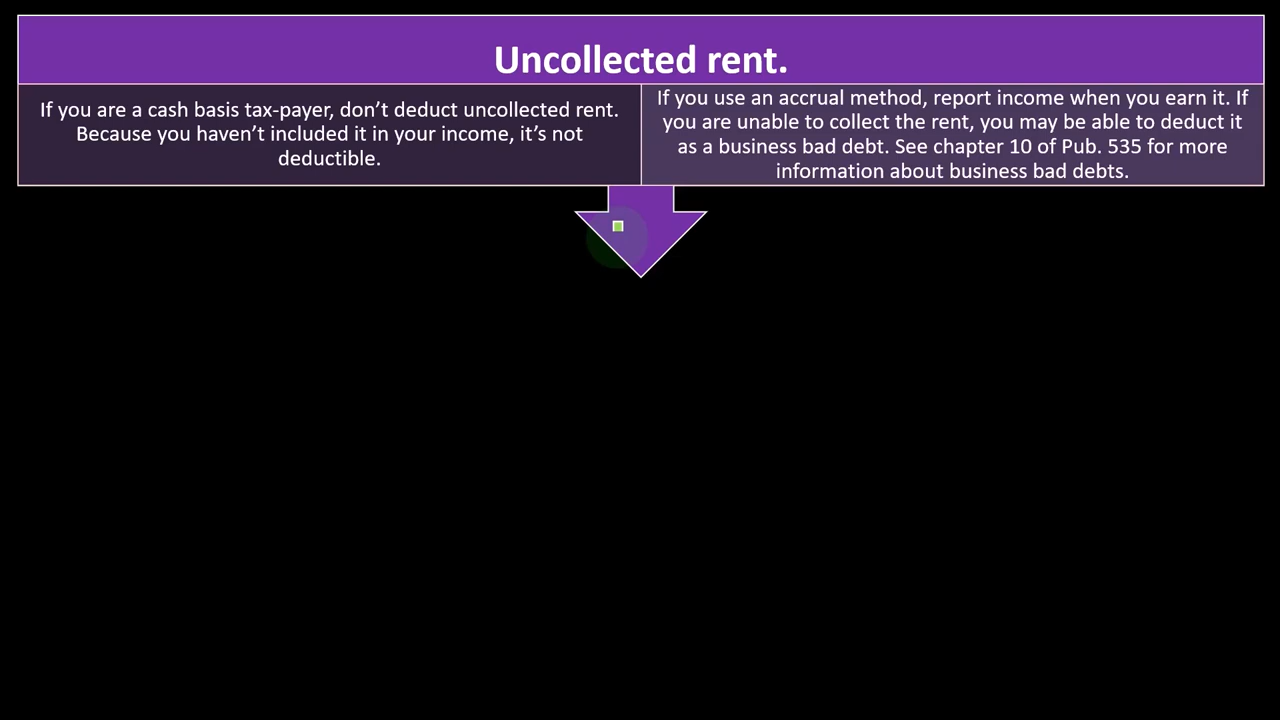 Uncollected rent.
If you are a cash basis tax-payer, don’t deduct uncollected rent.
Because you haven’t included it in your income, it’s not
deductible.
If you use an accrual method, report income when you earn it. If
you are unable to collect the rent, you may be able to deduct it
as a business bad debt. See chapter 10 of Pub. 535 for more
information about business bad debts.